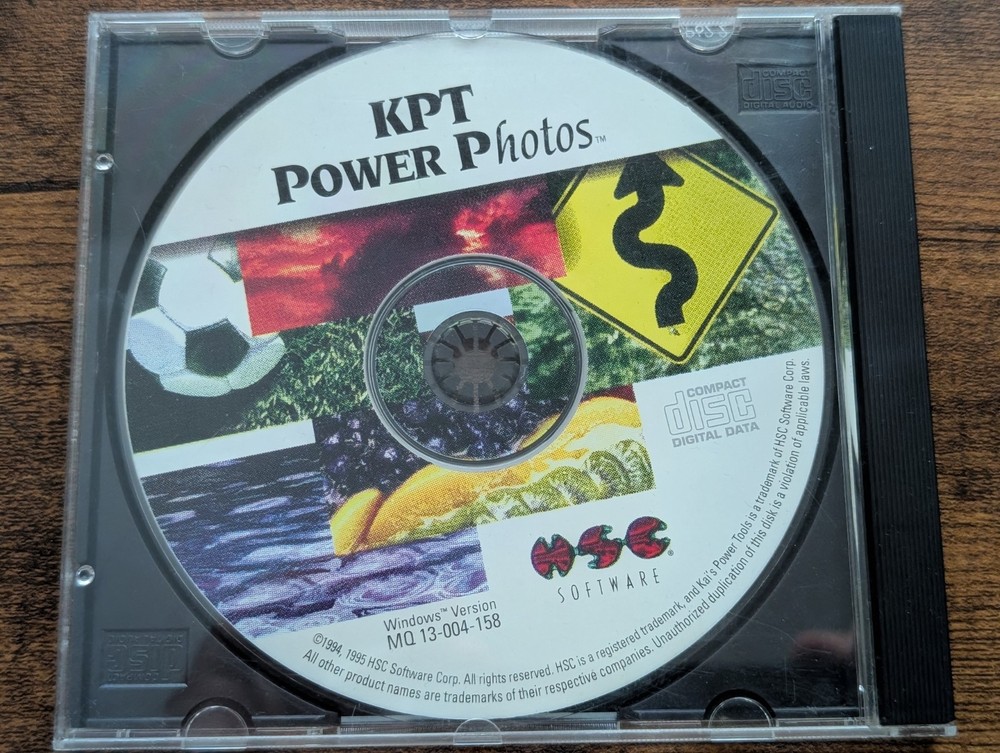 KPT
POWER Photos™
COMPACT
disc
DIGITAL AUDIO
COMPACT
disc
DIGITAL DATA
HSC®
SOFTWARE
Windows™ Version
MQ 13-004-158
©1994, 1995 HSC Software Corp. All rights reserved. HSC is a registered trademark, and Kai's Power Tools is a trademark of HSC Software Corp.
All other product names are trademarks of their respective companies. Unauthorized duplication of this disk is a violation of applicable laws.